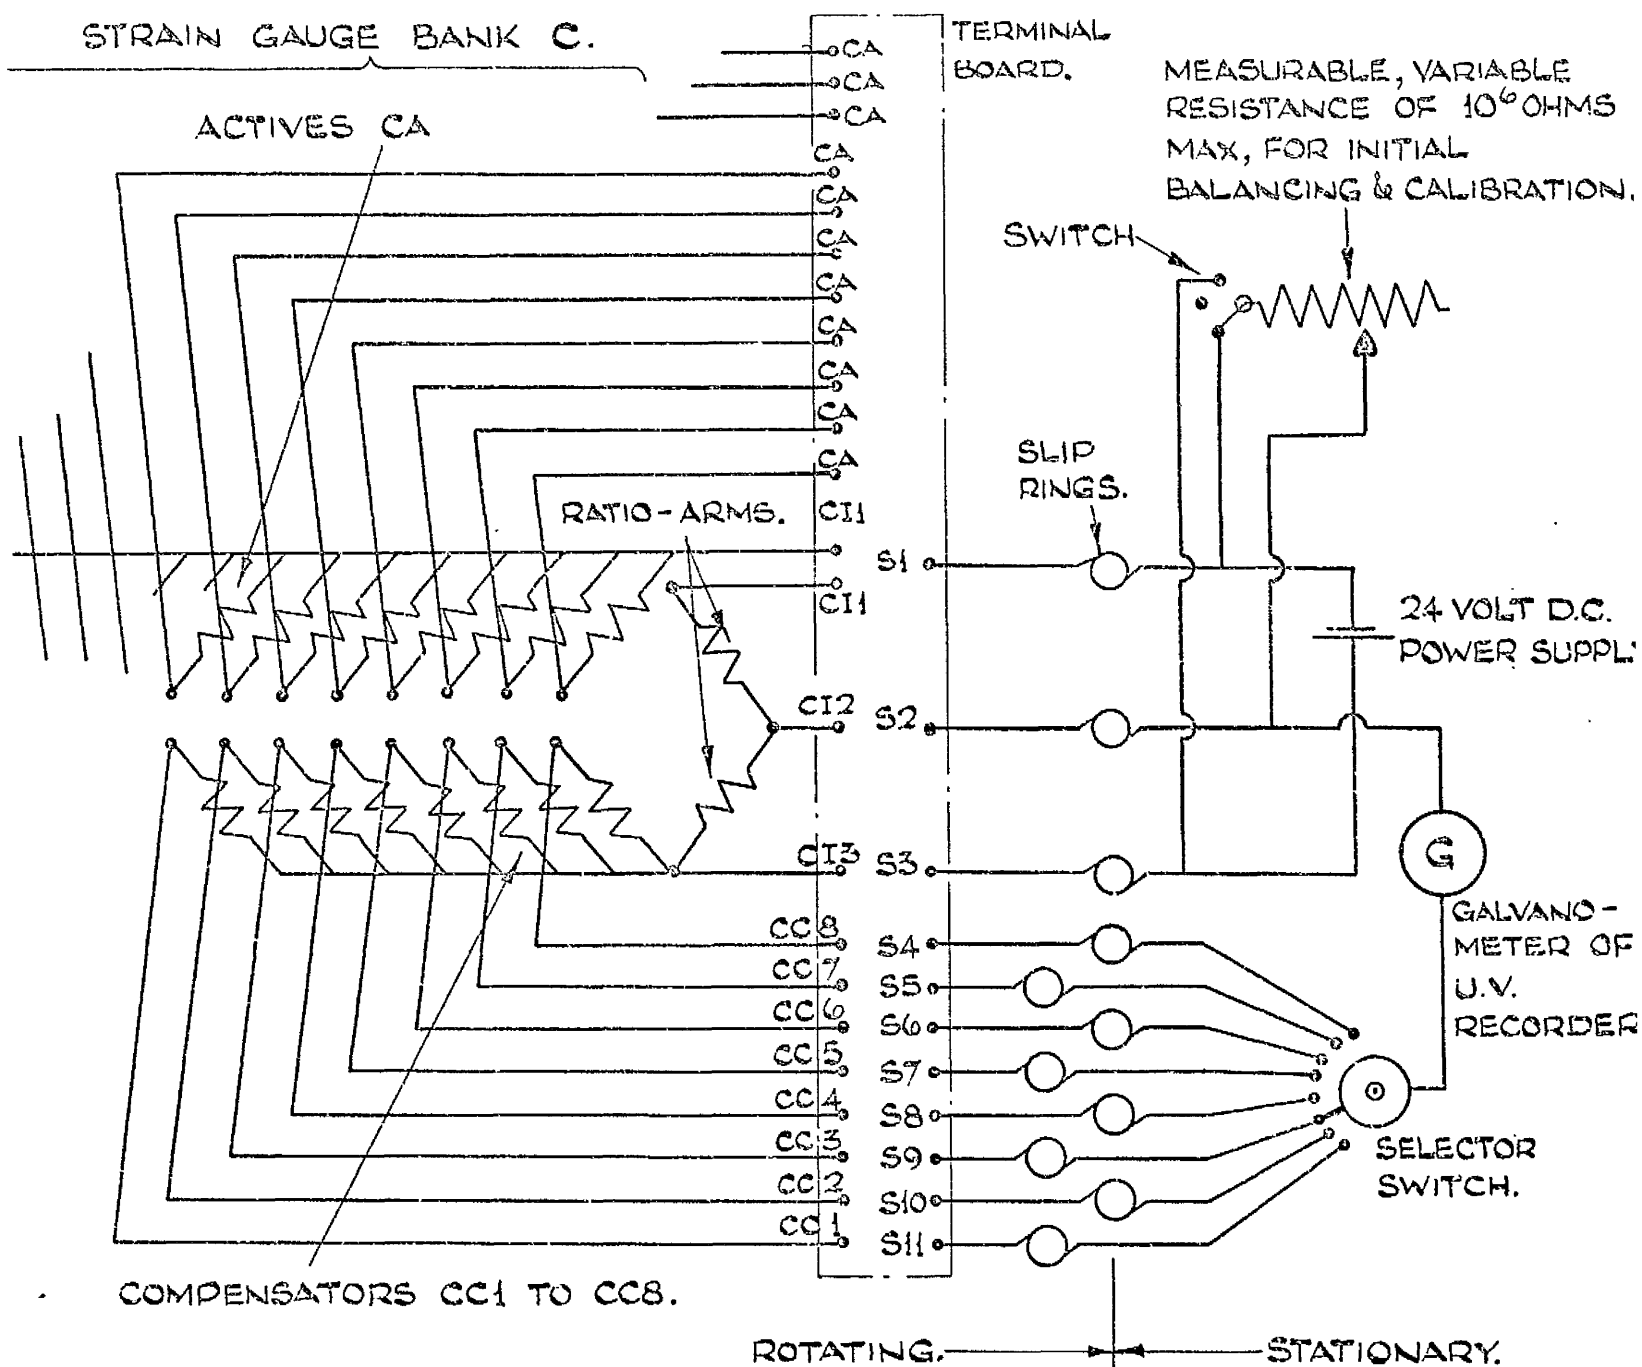 STRAIN GAUGE BANK C.
TERMINAL
BOARD.
CA
CA
CA
MEASURABLE, VARIABLE
RESISTANCE OF 10⁶ OHMS
MAX, FOR INITIAL
BALANCING & CALIBRATION.
ACTIVES CA
CA
CA
CA
CA
CA
CA
CA
CA
SWITCH
SLIP
RINGS.
RATIO-ARMS.
CI1
CI1
S1
24 VOLT D.C.
POWER SUPPL
CI2
S2
CI3
S3
G
GALVANO-
METER OF
U.V.
RECORDER
CC8
S4
CC7
S5
CC6
S6
CC5
S7
CC4
S8
CC3
S9
CC2
S10
CC1
S11
SELECTOR
SWITCH.
COMPENSATORS CC1 TO CC8.
ROTATING.
STATIONARY.